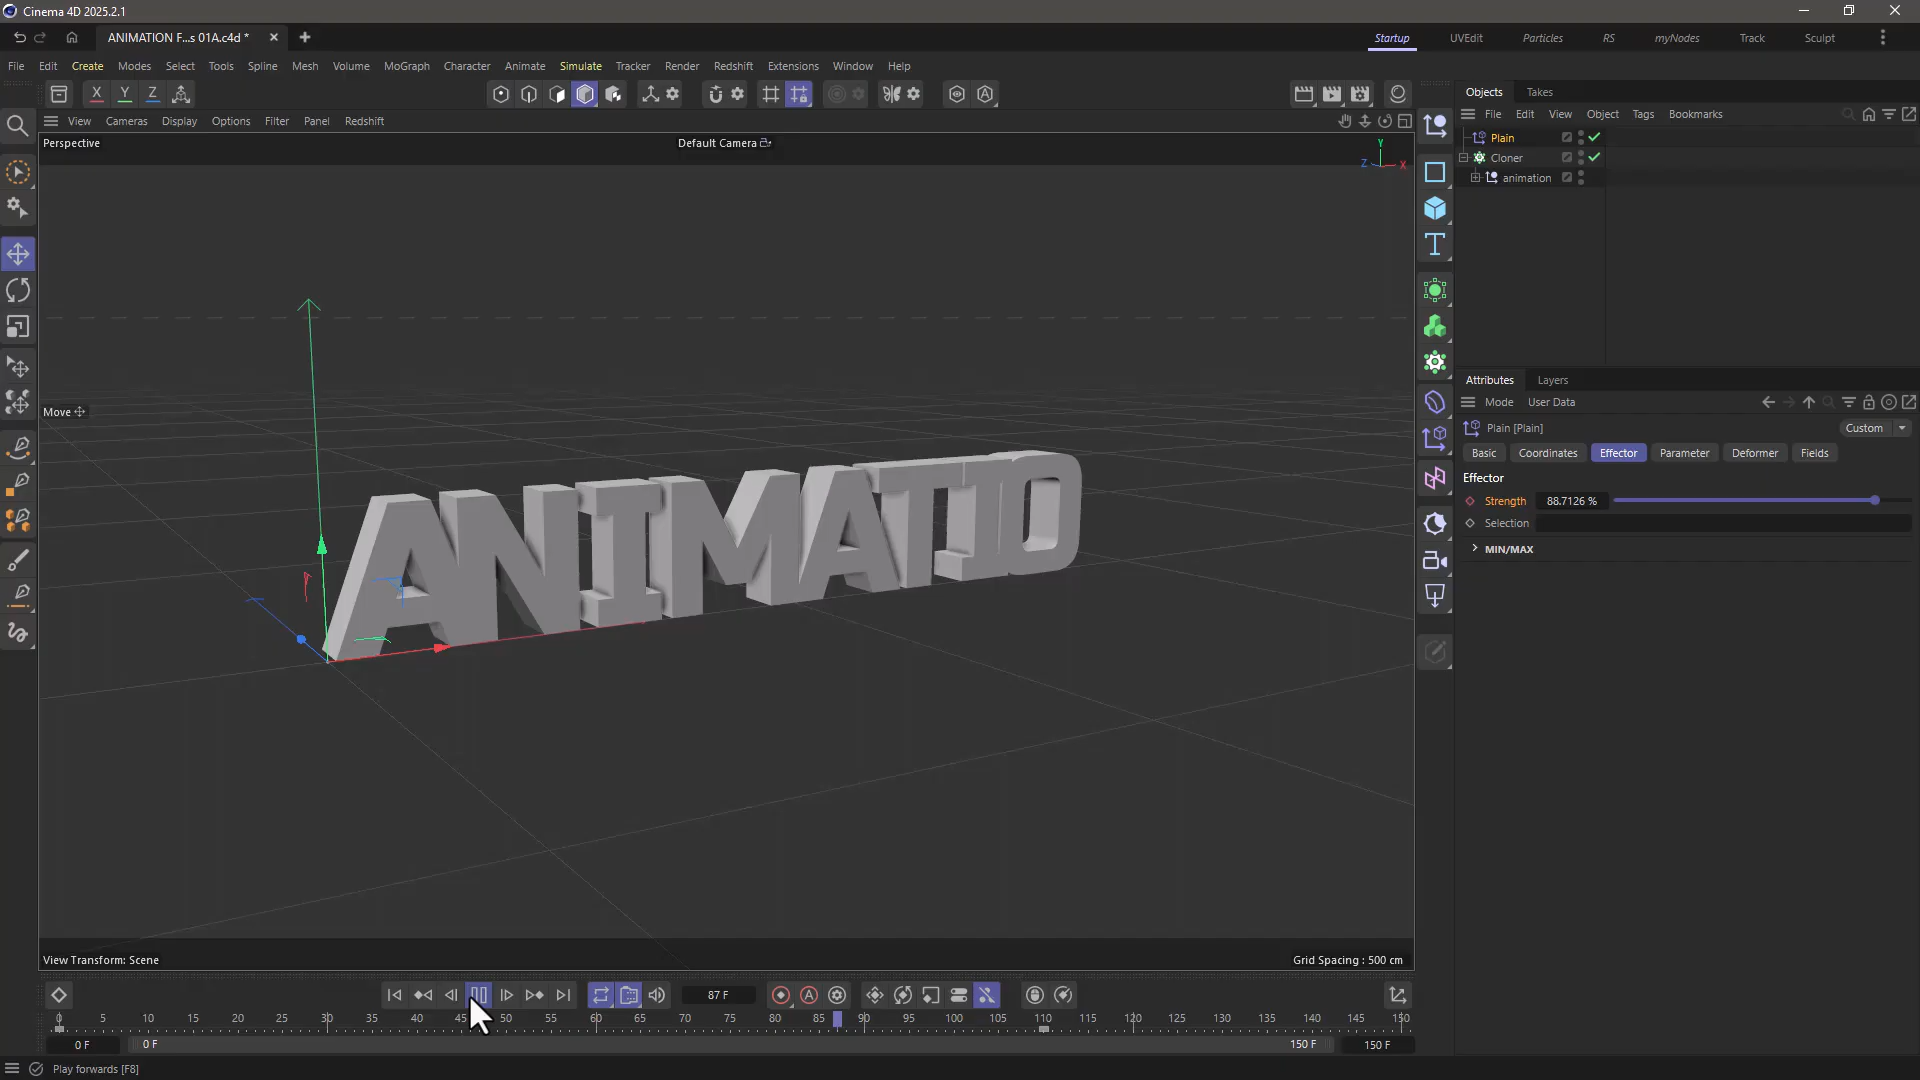 Cinema 4D 2025.2.1
ANIMATION F...s 01A.c4d *
Startup UVEdit Particles RS myNodes Track Sculpt
File Edit Create Modes Select Tools Spline Mesh Volume MoGraph Character Animate Simulate Tracker Render Redshift Extensions Window Help
X Y Z
Objects Takes
View Cameras Display Options Filter Panel Redshift
File Edit View Object Tags Bookmarks
Perspective
Default Camera
Y
Z X
Plain
Cloner
animation
Move
ANIMATIO
Attributes Layers
Mode User Data
Plain [Plain]
Custom
Basic Coordinates Effector Parameter Deformer Fields
Effector
Strength 88.7126 %
Selection
MIN/MAX
View Transform: Scene
Grid Spacing : 500 cm
87 F
0 5 10 15 20 25 30 35 40 45 50 55 60 65 70 75 80 85 90 95 100 105 110 115 120 125 130 135 140 145 150
0 F 0 F 150 F 150 F
Play forwards [F8]